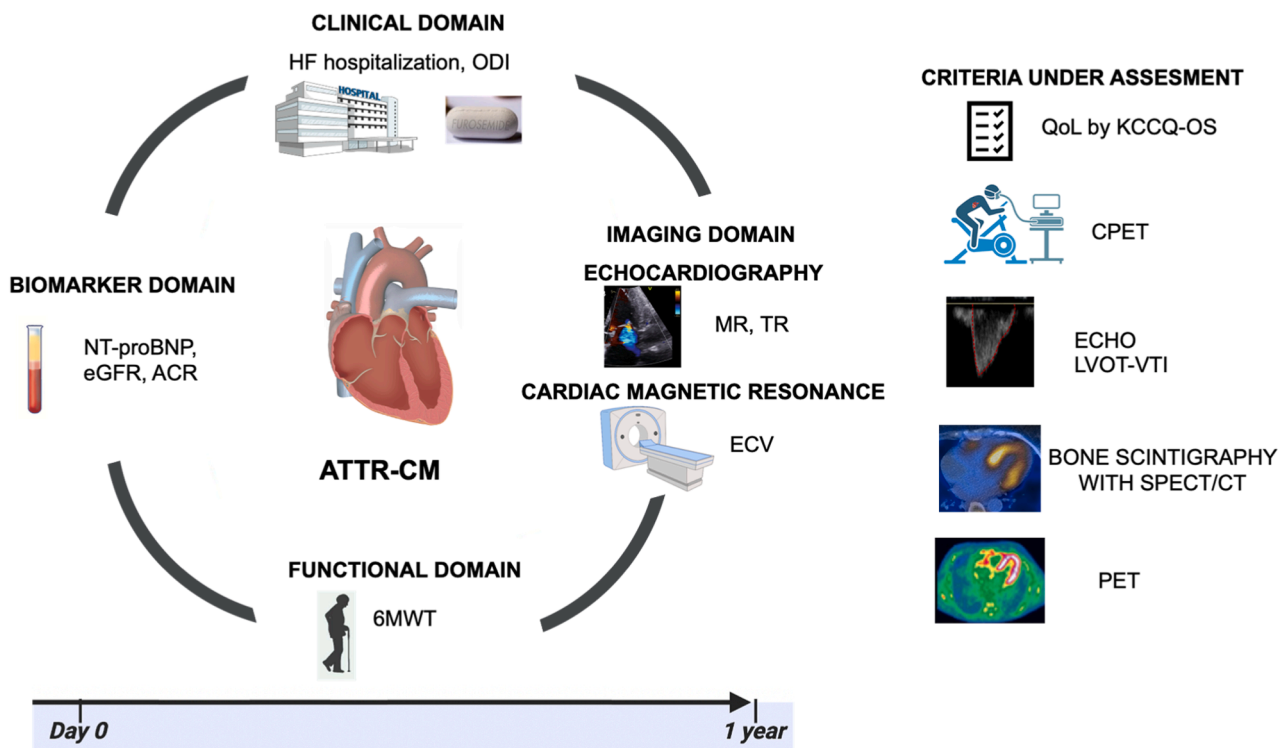 CLINICAL DOMAIN
HF hospitalization, ODI
HOSPITAL
FUROSEMIDE
BIOMARKER DOMAIN
NT-proBNP,
eGFR, ACR
ATTR-CM
IMAGING DOMAIN
ECHOCARDIOGRAPHY
MR, TR
CARDIAC MAGNETIC RESONANCE
ECV
FUNCTIONAL DOMAIN
6MWT
Day 0
1 year
CRITERIA UNDER ASSESMENT
QoL by KCCQ-OS
CPET
ECHO
LVOT-VTI
BONE SCINTIGRAPHY
WITH SPECT/CT
PET